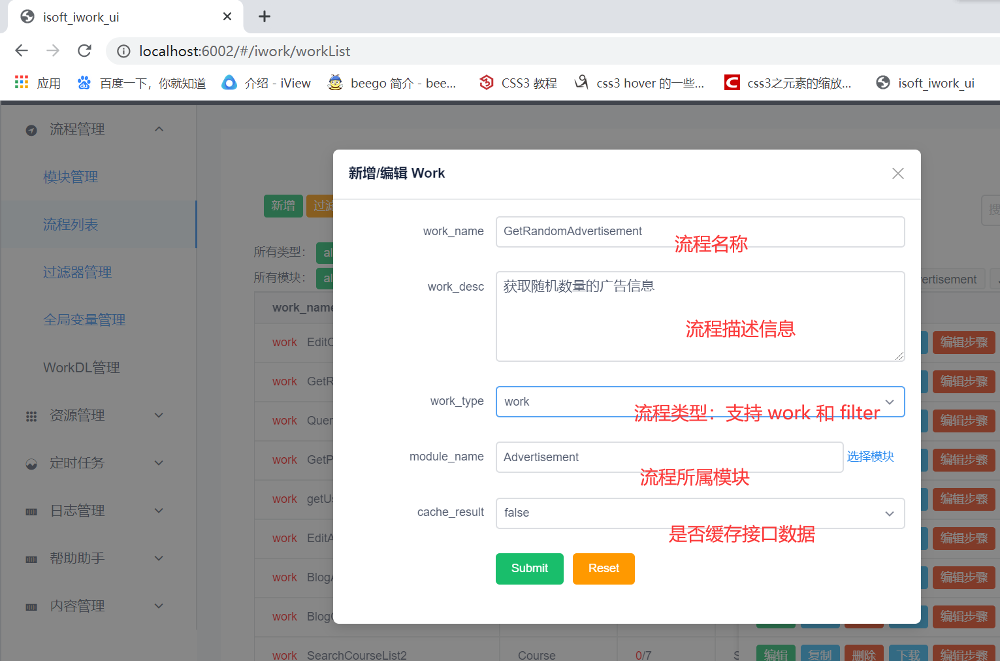 isoft_iwork_ui
localhost:6002/#/iwork/workList
应用 百度一下，你就知道 介绍 - iView beego 简介 - bee... CSS3 教程 css3 hover 的一些... css3之元素的缩放... isoft_iwork_ui
流程管理
模块管理
流程列表
过滤器管理
全局变量管理
WorkDL管理
资源管理
定时任务
日志管理
帮助助手
内容管理
新增 过滤
搜
所有类型：
所有模块：
ertisement
work_name
work EditC 编辑步骤
work GetR 编辑步骤
work Quer 编辑步骤
work GetP 编辑步骤
work getUs 编辑步骤
work EditA 编辑步骤
work BlogA 编辑步骤
work Blog 编辑步骤
work SearchCourseList2 Course 0/7 S 编辑 复制 删除 下载 编辑步骤
新增/编辑 Work
work_name GetRandomAdvertisement
流程名称
work_desc 获取随机数量的广告信息
流程描述信息
work_type work
流程类型：支持 work 和 filter
module_name Advertisement 选择模块
流程所属模块
cache_result false
是否缓存接口数据
Submit Reset